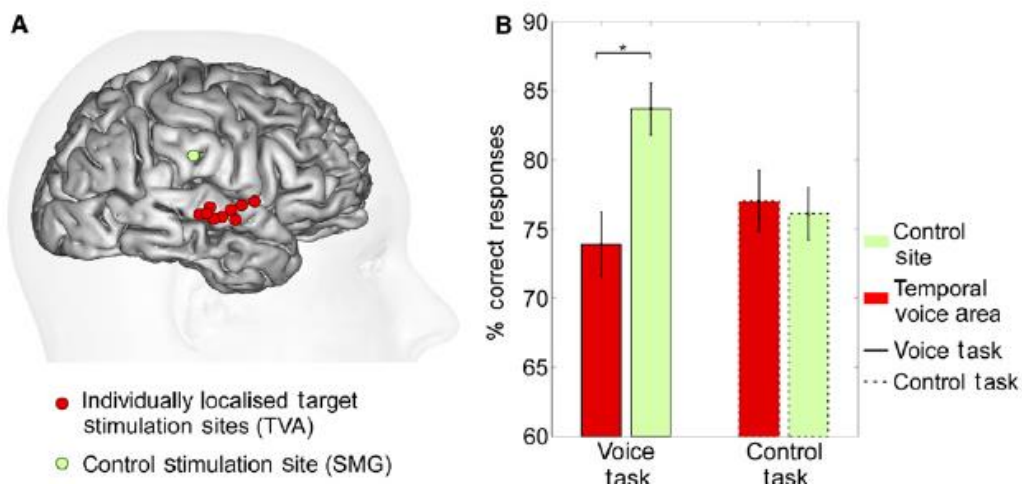 A
Individually localised target
stimulation sites (TVA)
Control stimulation site (SMG)
B
90
85
80
75
70
65
60
% correct responses
*
Voice
task
Control
task
Control
site
Temporal
voice area
Voice task
Control task